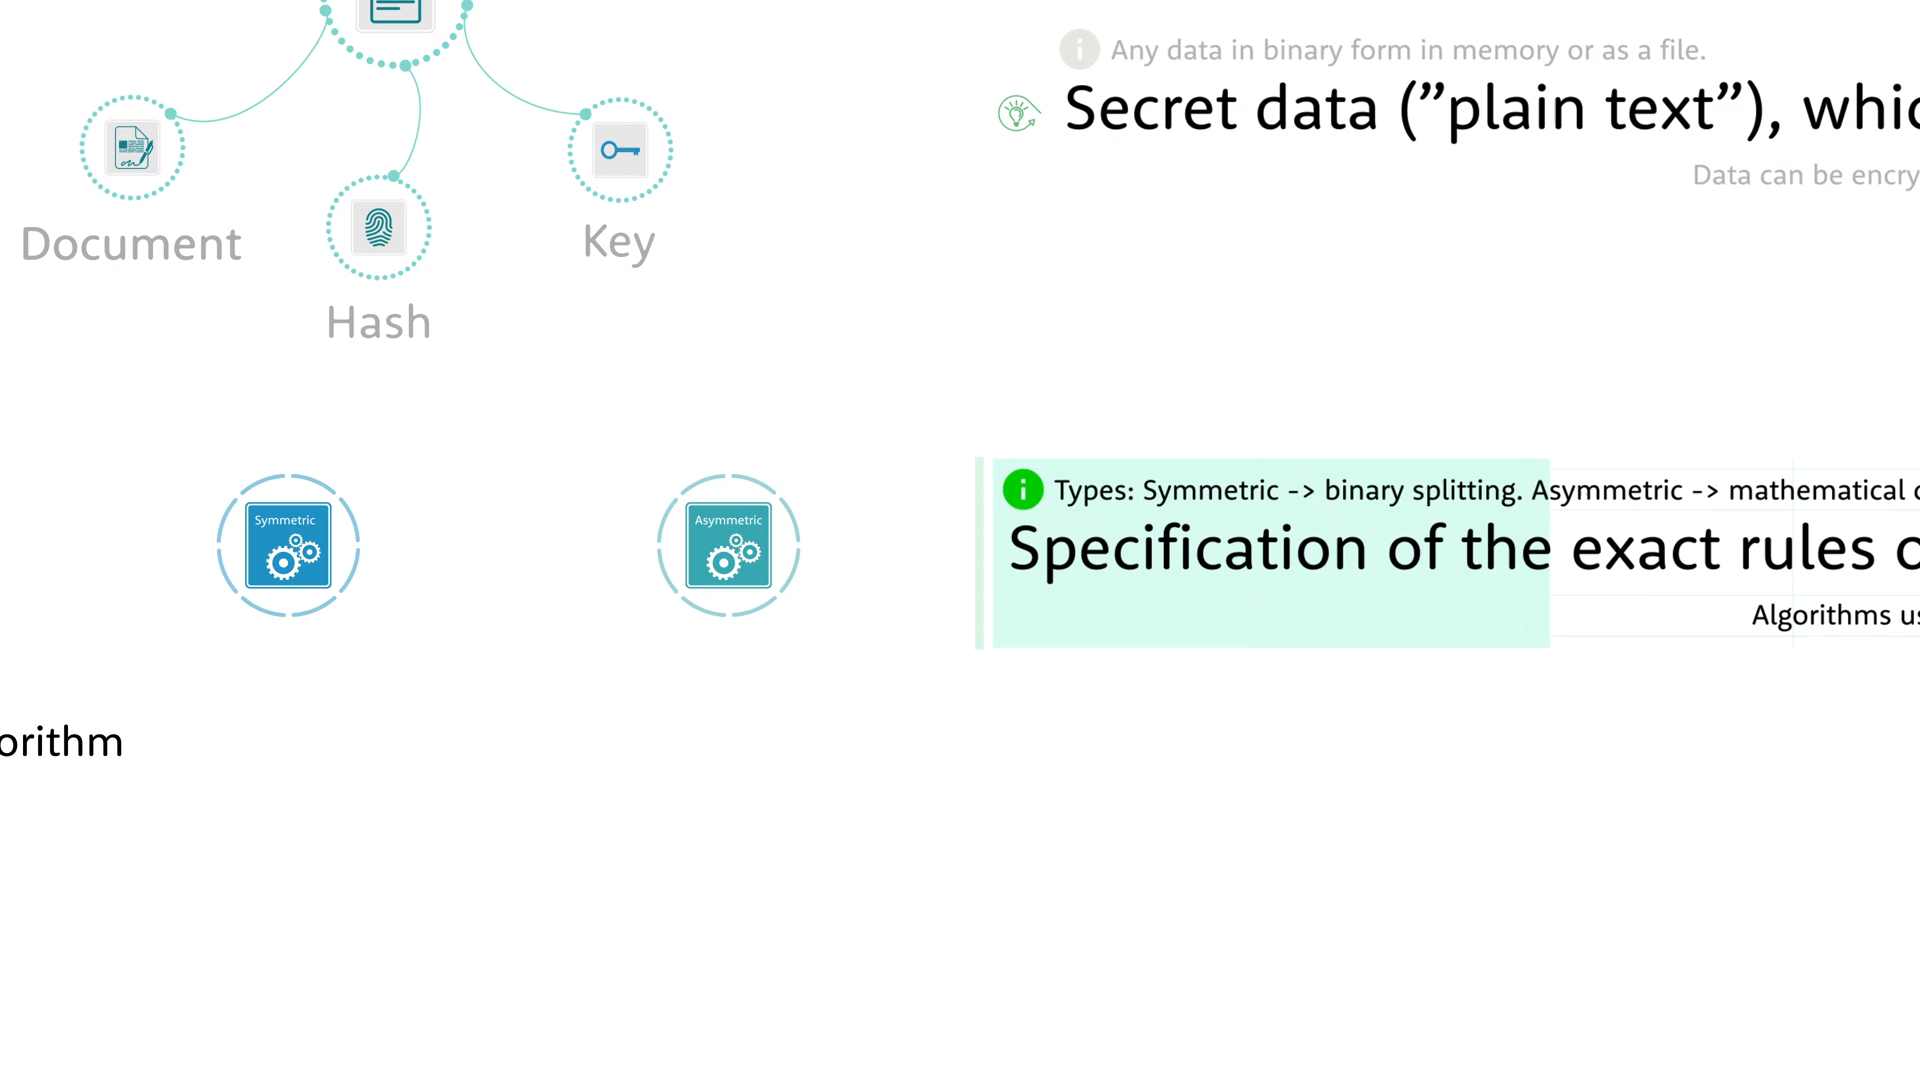 Any data in binary form in memory or as a file.
Secret data (”plain text”), whic
Data can be encry
Document
Key
Hash
Symmetric
Asymmetric
Types: Symmetric -> binary splitting. Asymmetric -> mathematical
Specification of the exact rules o
Algorithms us
orithm